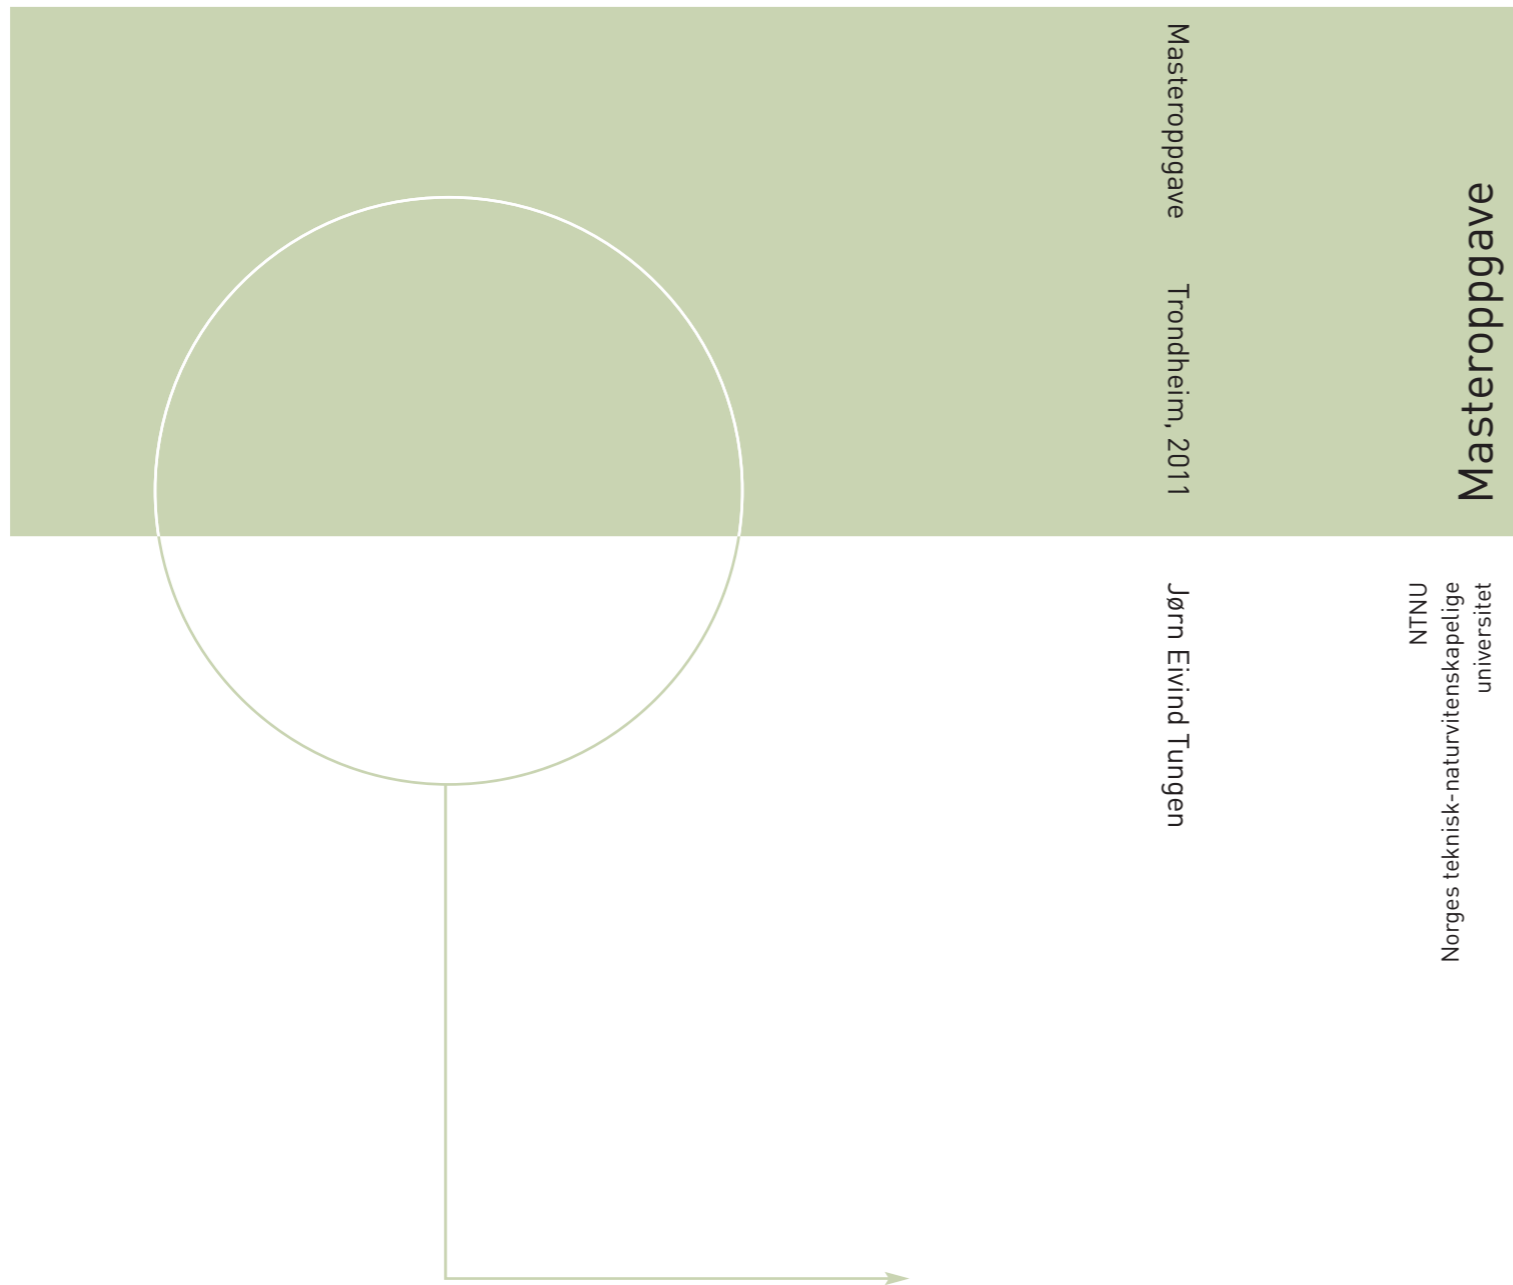 Masteroppgave
NTNU
Norges teknisk-naturvitenskapelige
universitet
Masteroppgave
Trondheim, 2011
Jørn Eivind Tungen